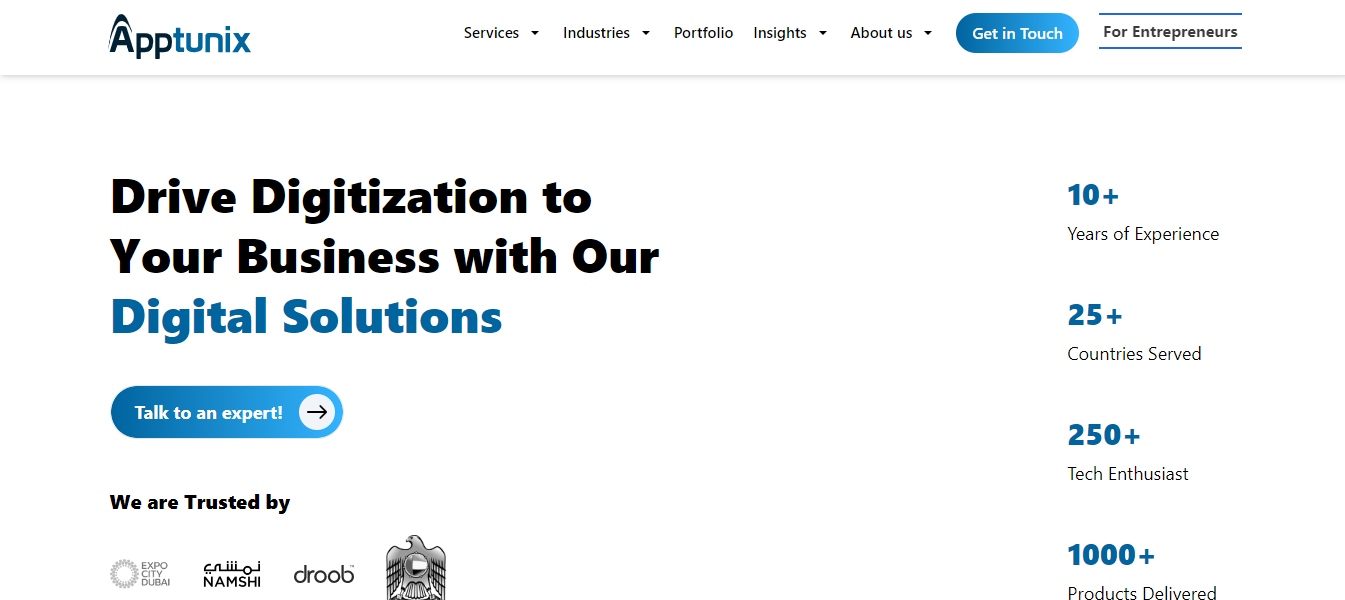 Apptunix
Services
Industries
Portfolio
Insights
About us
Get in Touch
For Entrepreneurs
Drive Digitization to
Your Business with Our
Digital Solutions
Talk to an expert!
We are Trusted by
EXPO
CITY
DUBAI
نمشي
NAMSHI
droob™
10+
Years of Experience
25+
Countries Served
250+
Tech Enthusiast
1000+
Products Delivered